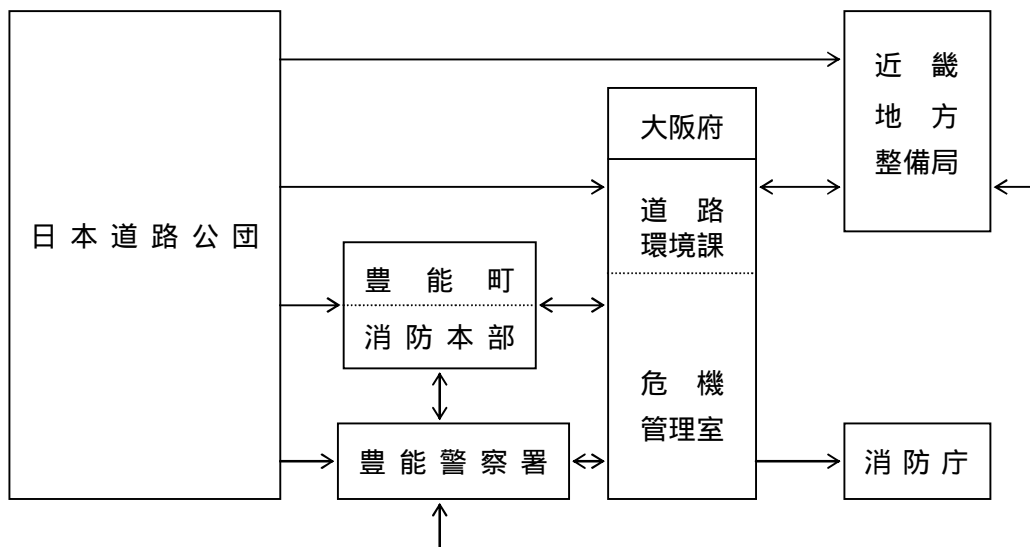 日本道路公団
豊能町
消防本部
豊能警察署
大阪府
道路
環境課
危機
管理室
近畿
地方
整備局
消防庁